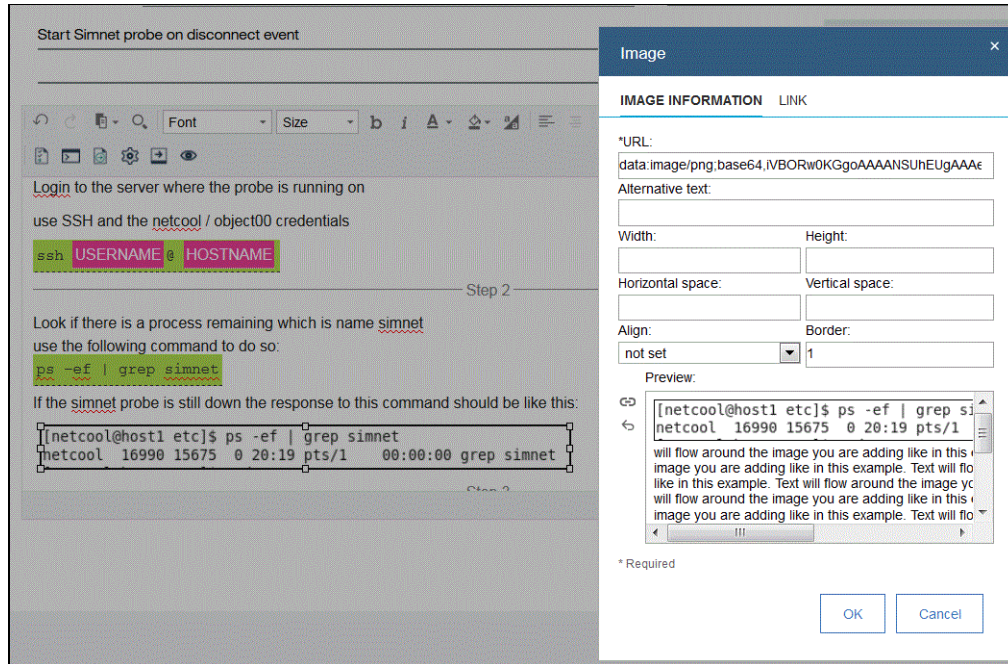 Start Simnet probe on disconnect event
Font
Size
b i A
Login to the server where the probe is running on
use SSH and the netcool / object00 credentials
ssh USERNAME @ HOSTNAME
Step 2
Look if there is a process remaining which is name simnet
use the following command to do so:
ps -ef | grep simnet
If the simnet probe is still down the response to this command should be like this:
[netcool@host1 etc]$ ps -ef | grep simnet
netcool 16990 15675 0 20:19 pts/1 00:00:00 grep simnet
Step 3
Image
×
IMAGE INFORMATION LINK
*URL:
data:image/png;base64,iVBORw0KGgoAAAANSUhEUgAAAe
Alternative text:
Width: Height:
Horizontal space: Vertical space:
Align: Border:
not set 1
Preview:
[netcool@host1 etc]$ ps -ef | grep si
netcool 16990 15675 0 20:19 pts/1
will flow around the image you are adding like in this
image you are adding like in this example. Text will flo
like in this example. Text will flow around the image yo
will flow around the image you are adding like in this
image you are adding like in this example. Text will flo
* Required
OK Cancel